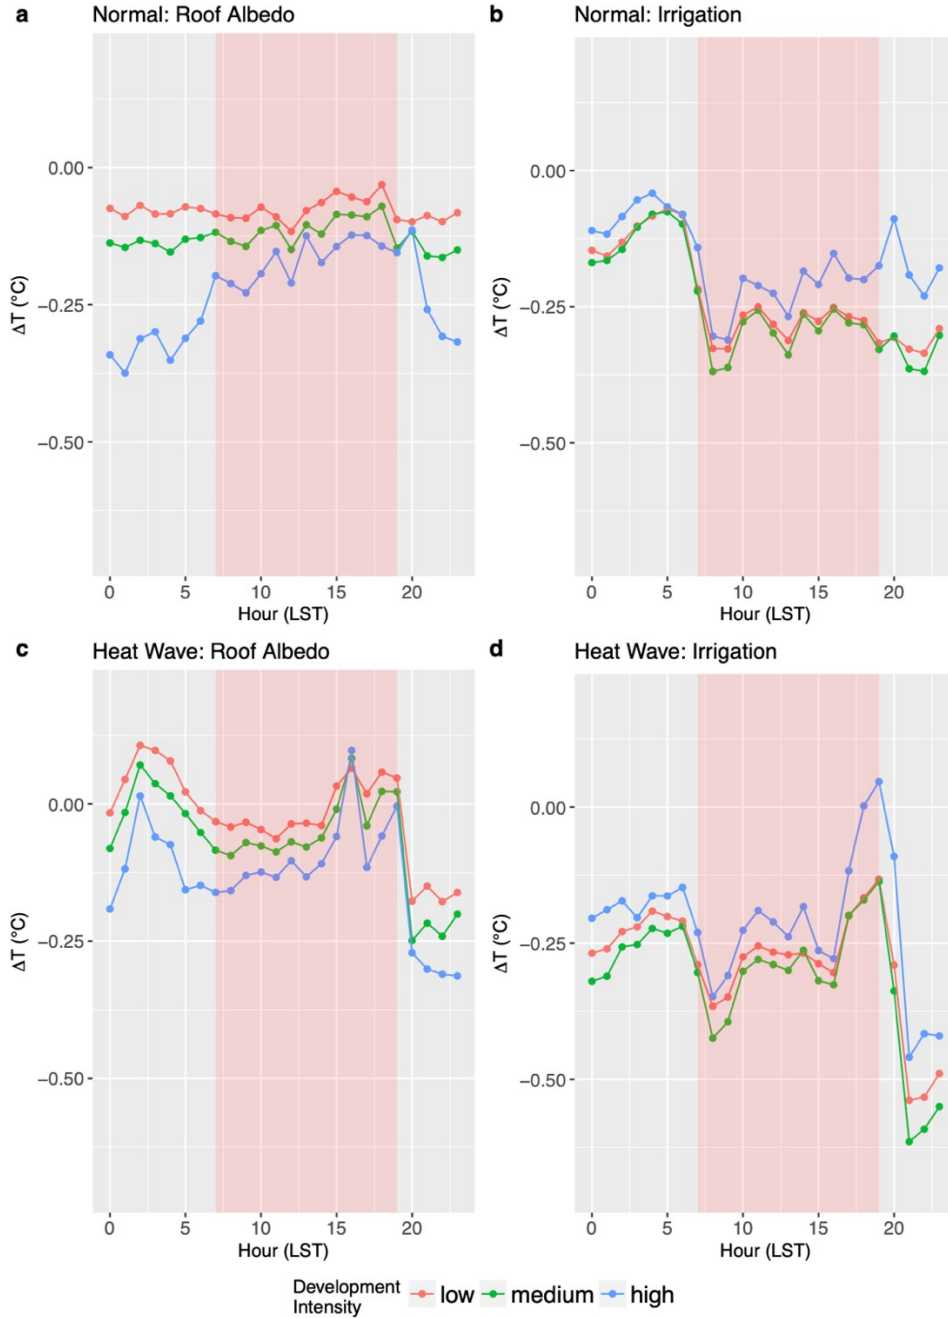 a Normal: Roof Albedo
0.00
−0.25
−0.50
ΔT (°C)
0 5 10 15 20
Hour (LST)
b Normal: Irrigation
0.00
−0.25
−0.50
ΔT (°C)
0 5 10 15 20
Hour (LST)
c Heat Wave: Roof Albedo
0.00
−0.25
−0.50
ΔT (°C)
0 5 10 15 20
Hour (LST)
d Heat Wave: Irrigation
0.00
−0.25
−0.50
ΔT (°C)
0 5 10 15 20
Hour (LST)
Development
Intensity
low medium high